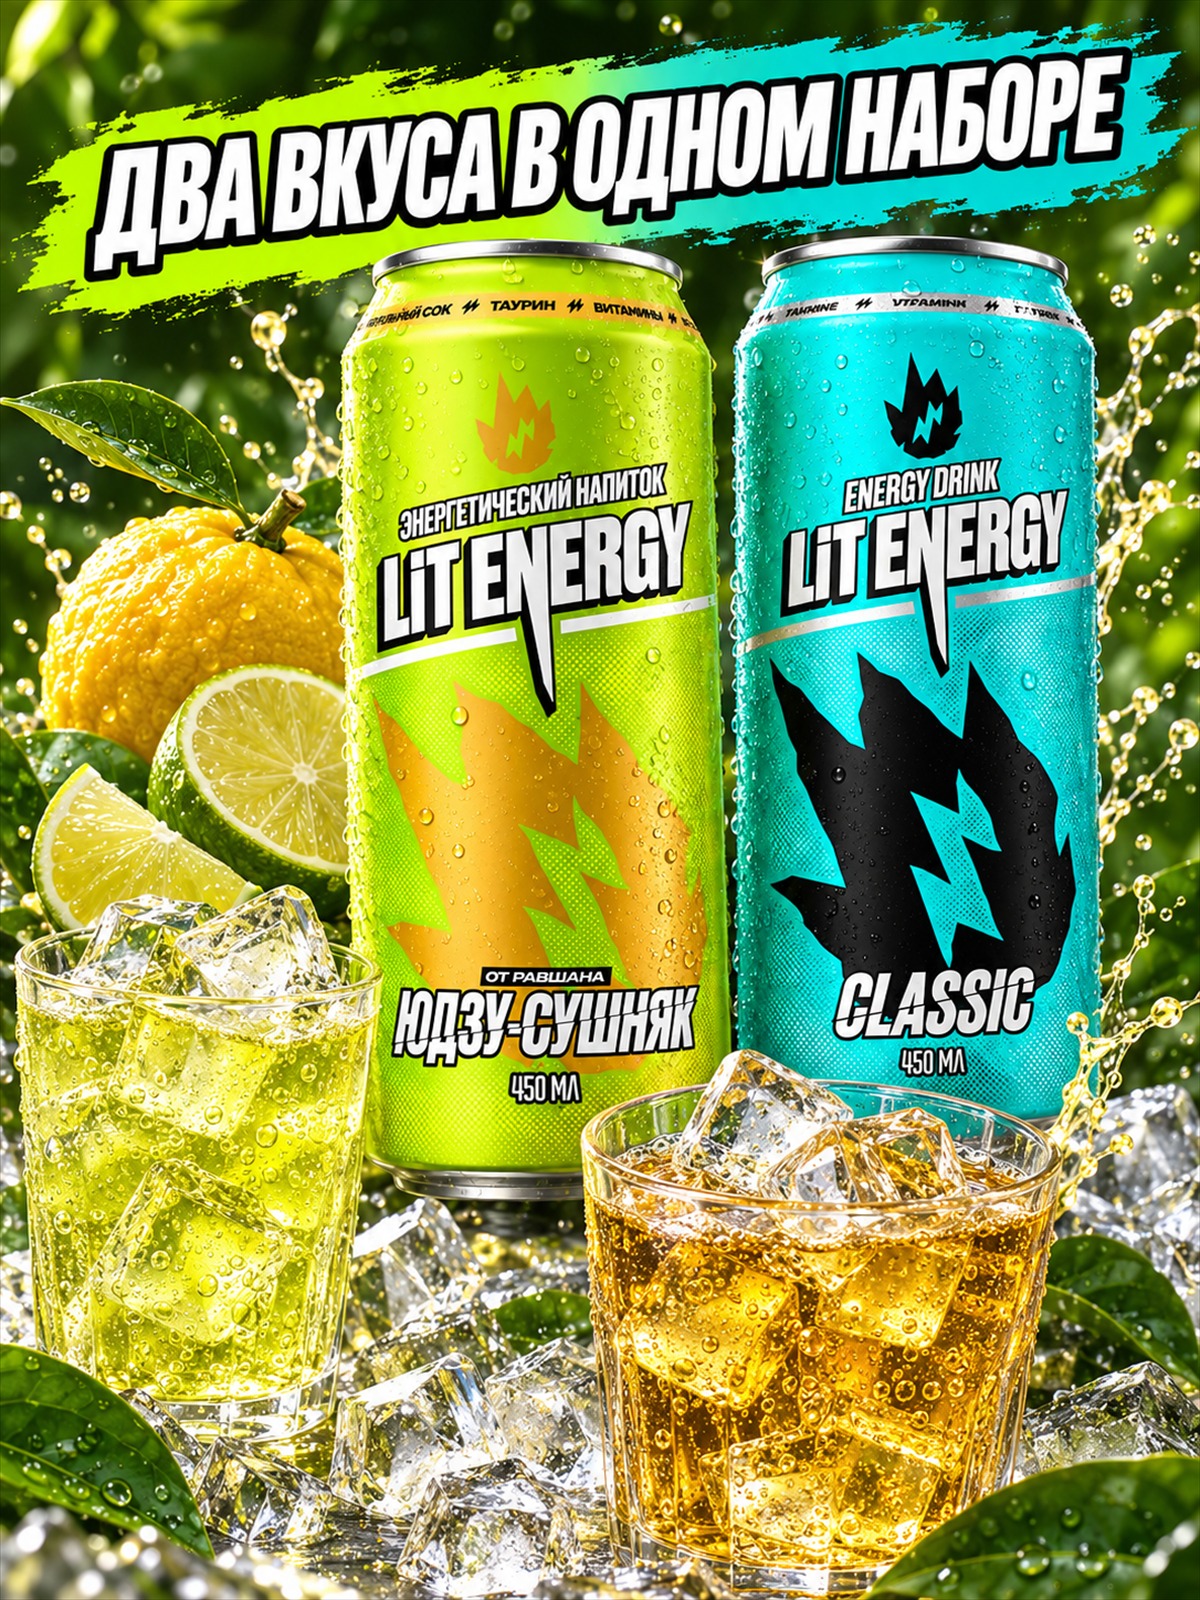 ДВА ВКУСА В ОДНОМ НАБОРЕ
СОК ТАУРИН ВИТАМИНЫ
ЭНЕРГЕТИЧЕСКИЙ НАПИТОК
LiT ENERGY
ОТ РАВШАНА
ЮДЗУ-СУШНЯК
450 МЛ
ENERGY DRINK
LiT ENERGY
CLASSIC
450 МЛ